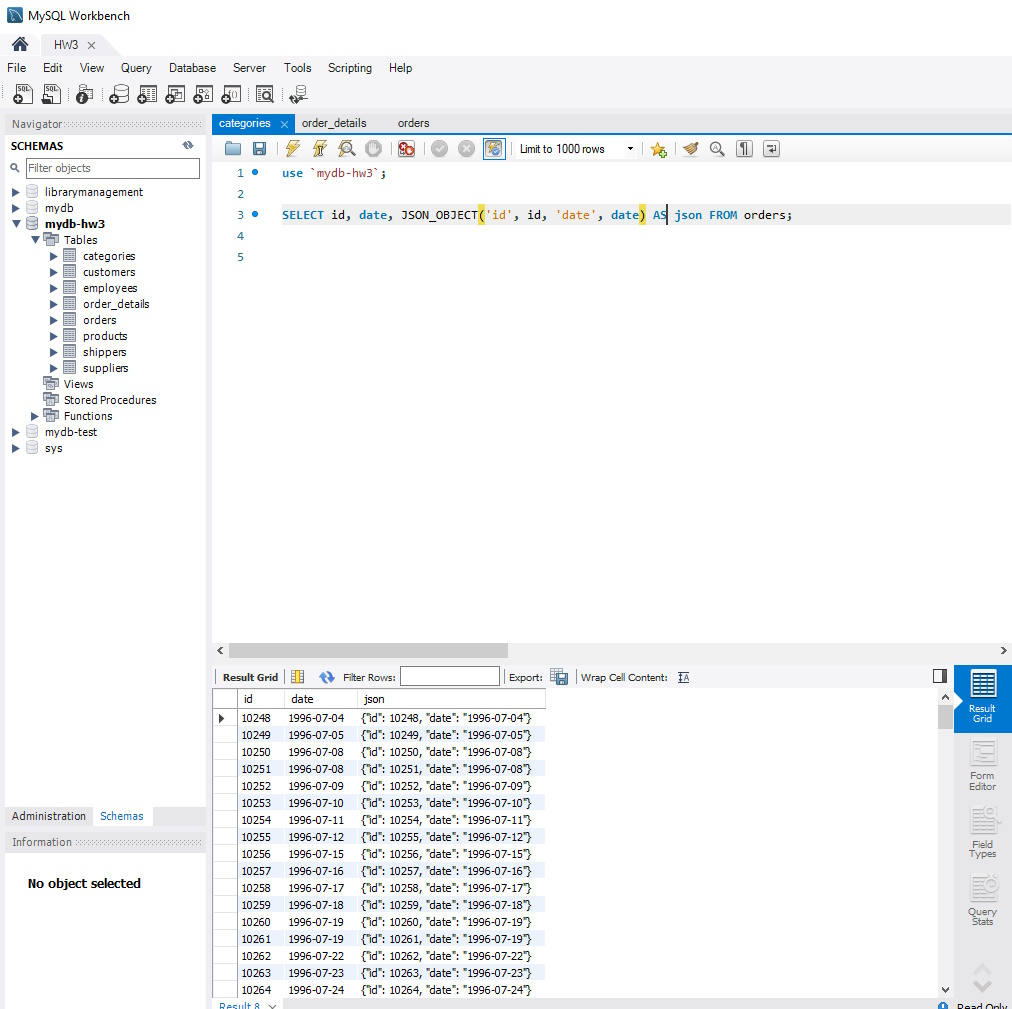 MySQL Workbench
HW3
File Edit View Query Database Server Tools Scripting Help
Navigator
SCHEMAS
Filter objects
librarymanagement
mydb
mydb-hw3
Tables
categories
customers
employees
order_details
orders
products
shippers
suppliers
Views
Stored Procedures
Functions
mydb-test
sys
Administration Schemas
Information
No object selected
categories order_details orders
Limit to 1000 rows
1 use `mydb-hw3`;
2
3 SELECT id, date, JSON_OBJECT('id', id, 'date', date) AS json FROM orders;
4
5
Result Grid Filter Rows: Export: Wrap Cell Content:
id date json
10248 1996-07-04 {"id": 10248, "date": "1996-07-04"}
10249 1996-07-05 {"id": 10249, "date": "1996-07-05"}
10250 1996-07-08 {"id": 10250, "date": "1996-07-08"}
10251 1996-07-08 {"id": 10251, "date": "1996-07-08"}
10252 1996-07-09 {"id": 10252, "date": "1996-07-09"}
10253 1996-07-10 {"id": 10253, "date": "1996-07-10"}
10254 1996-07-11 {"id": 10254, "date": "1996-07-11"}
10255 1996-07-12 {"id": 10255, "date": "1996-07-12"}
10256 1996-07-15 {"id": 10256, "date": "1996-07-15"}
10257 1996-07-16 {"id": 10257, "date": "1996-07-16"}
10258 1996-07-17 {"id": 10258, "date": "1996-07-17"}
10259 1996-07-18 {"id": 10259, "date": "1996-07-18"}
10260 1996-07-19 {"id": 10260, "date": "1996-07-19"}
10261 1996-07-19 {"id": 10261, "date": "1996-07-19"}
10262 1996-07-22 {"id": 10262, "date": "1996-07-22"}
10263 1996-07-23 {"id": 10263, "date": "1996-07-23"}
10264 1996-07-24 {"id": 10264, "date": "1996-07-24"}
Result 8
Result
Grid
Form
Editor
Field
Types
Query
Stats
Read Only